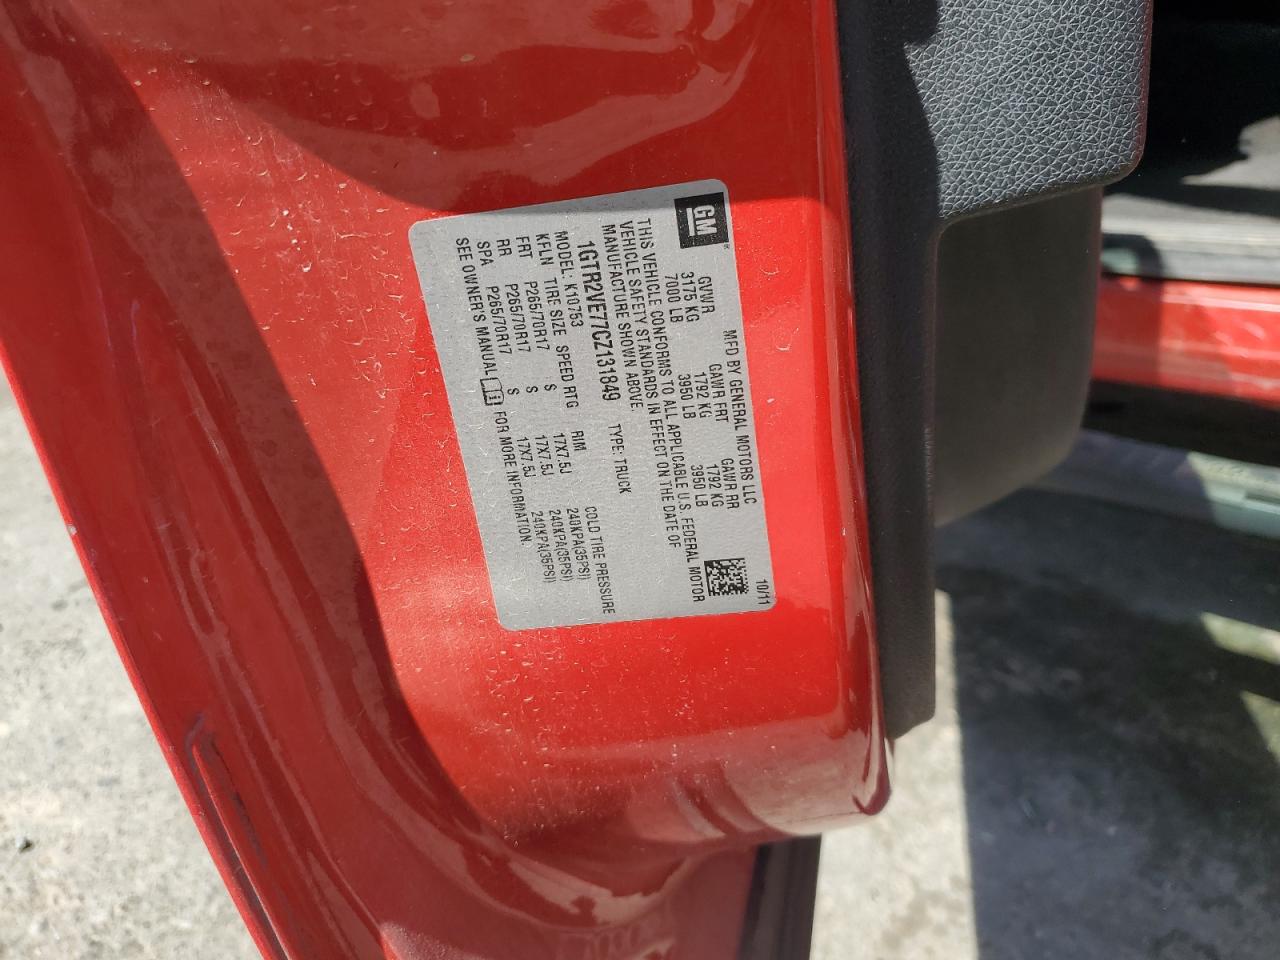 GM
MFD BY GENERAL MOTORS LLC
10/11
GVWR GAWR FRT GAWR RR
3175 KG 1792 KG 1792 KG
7000 LB 3950 LB 3950 LB
THIS VEHICLE CONFORMS TO ALL APPLICABLE U.S. FEDERAL MOTOR
VEHICLE SAFETY STANDARDS IN EFFECT ON THE DATE OF
MANUFACTURE SHOWN ABOVE.
1GTR2VE77CZ131849 TYPE: TRUCK
MODEL: K10753
KFLN TIRE SIZE SPEED RTG RIM COLD TIRE PRESSURE
FRT P265/70R17 S 17X7.5J 240KPA(35PSI)
RR P265/70R17 S 17X7.5J 240KPA(35PSI)
SPA P265/70R17 S 17X7.5J 240KPA(35PSI)
SEE OWNER'S MANUAL FOR MORE INFORMATION.